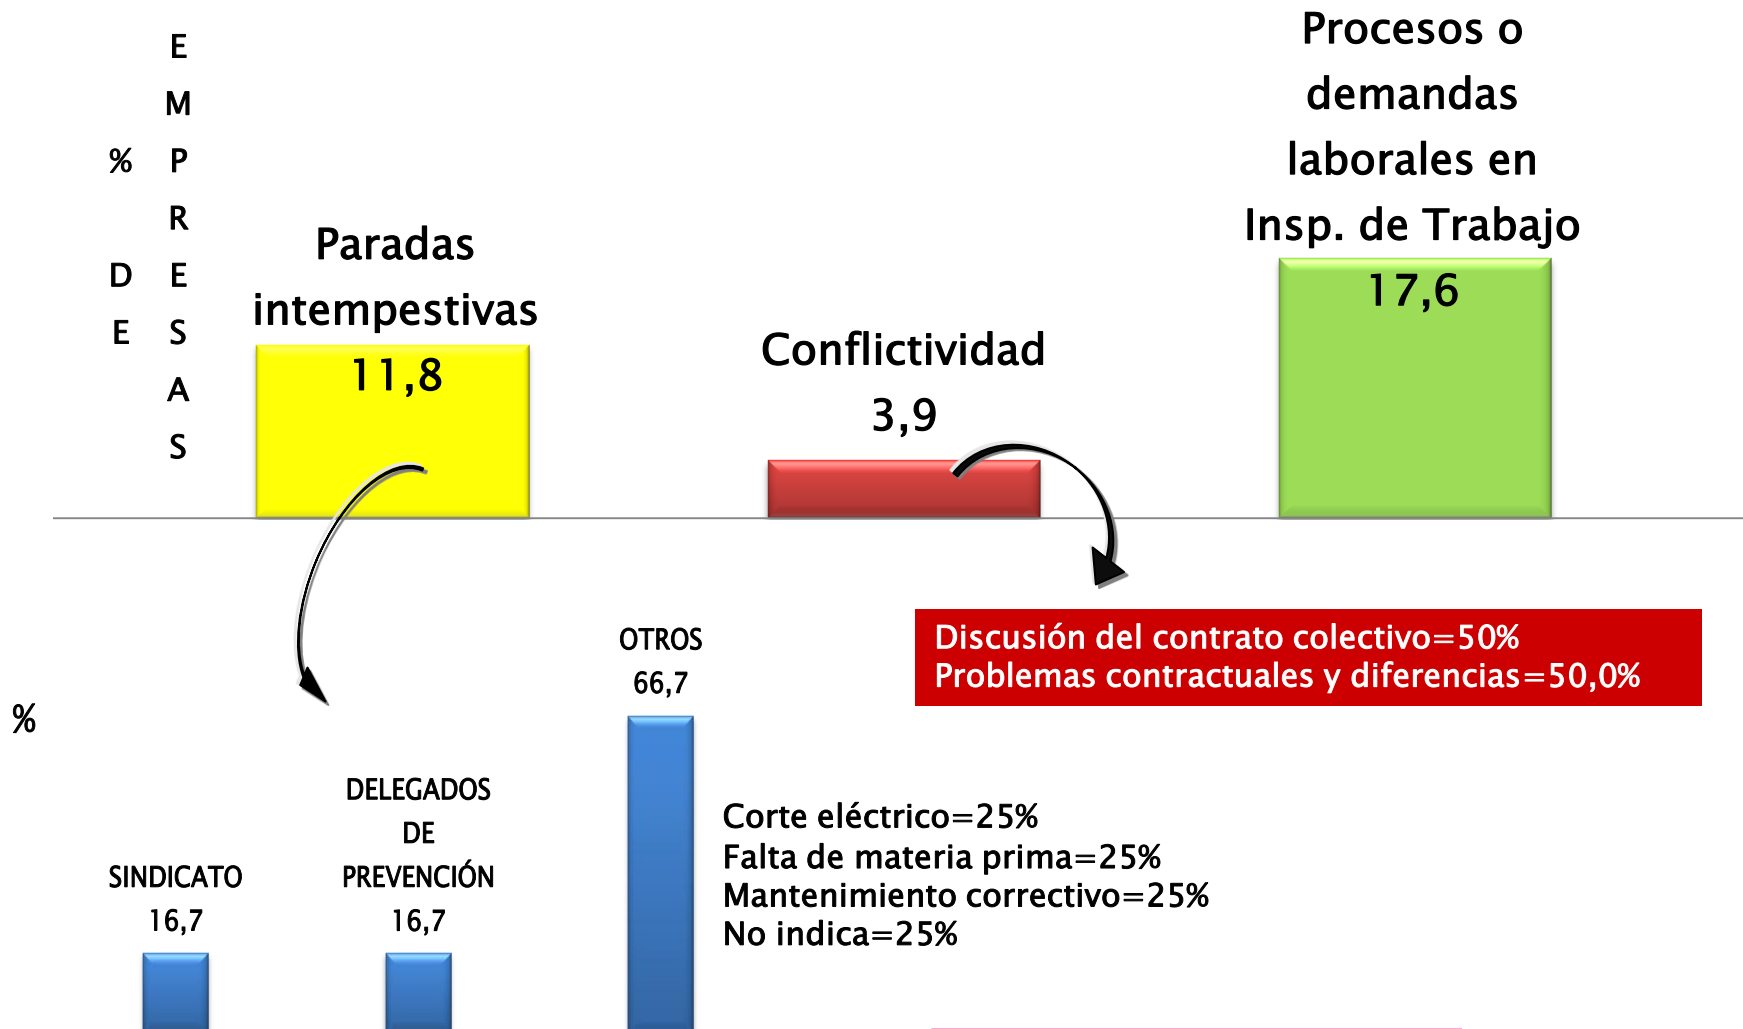 % DE
EMPRESAS
Paradas
intempestivas
11,8
Conflictividad
3,9
Procesos o
demandas
laborales en
Insp. de Trabajo
17,6
Discusión del contrato colectivo=50%
Problemas contractuales y diferencias=50,0%
%
SINDICATO
16,7
DELEGADOS
DE
PREVENCIÓN
16,7
OTROS
66,7
Corte eléctrico=25%
Falta de materia prima=25%
Mantenimiento correctivo=25%
No indica=25%